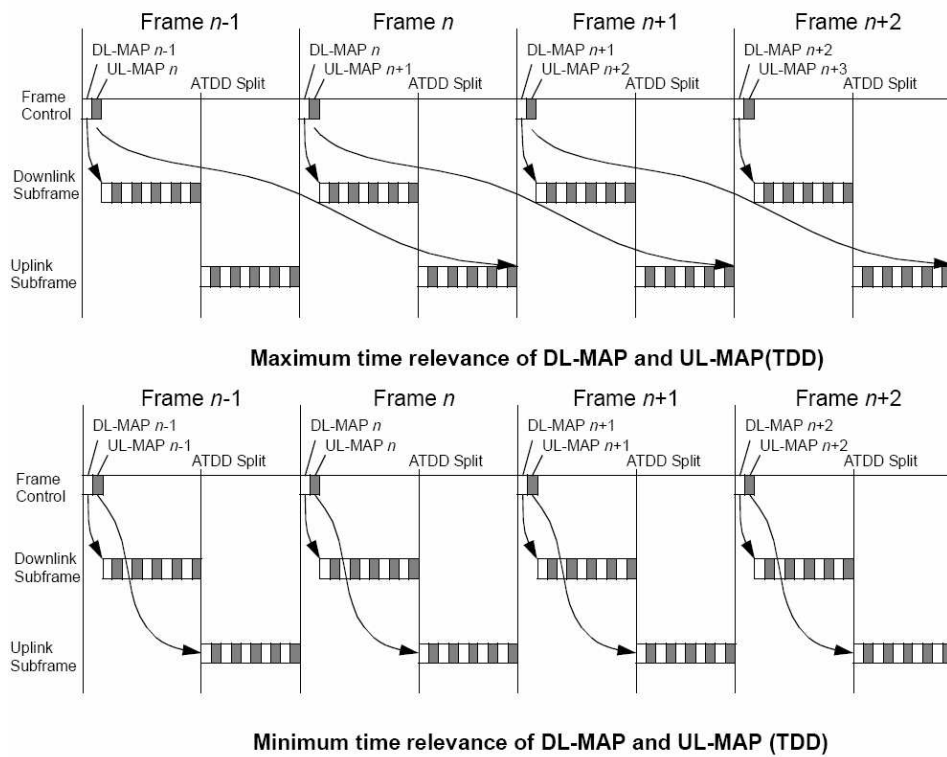 Frame n-1 Frame n Frame n+1 Frame n+2
DL-MAP n-1 DL-MAP n DL-MAP n+1 DL-MAP n+2
UL-MAP n UL-MAP n+1 UL-MAP n+2 UL-MAP n+3
ATDD Split ATDD Split ATDD Split ATDD Split
Frame
Control
Downlink
Subframe
Uplink
Subframe
Maximum time relevance of DL-MAP and UL-MAP(TDD)
Frame n-1 Frame n Frame n+1 Frame n+2
DL-MAP n-1 DL-MAP n DL-MAP n+1 DL-MAP n+2
UL-MAP n-1 UL-MAP n UL-MAP n+1 UL-MAP n+2
ATDD Split ATDD Split ATDD Split ATDD Split
Frame
Control
Downlink
Subframe
Uplink
Subframe
Minimum time relevance of DL-MAP and UL-MAP (TDD)